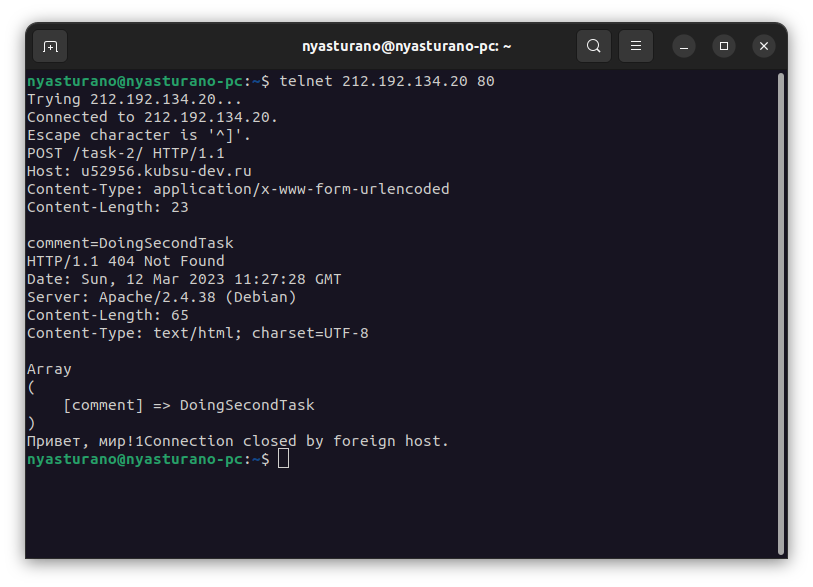 nyasturano@nyasturano-pc: ~
nyasturano@nyasturano-pc:~$ telnet 212.192.134.20 80
Trying 212.192.134.20...
Connected to 212.192.134.20.
Escape character is '^]'.
POST /task-2/ HTTP/1.1
Host: u52956.kubsu-dev.ru
Content-Type: application/x-www-form-urlencoded
Content-Length: 23

comment=DoingSecondTask
HTTP/1.1 404 Not Found
Date: Sun, 12 Mar 2023 11:27:28 GMT
Server: Apache/2.4.38 (Debian)
Content-Length: 65
Content-Type: text/html; charset=UTF-8

Array
(
    [comment] => DoingSecondTask
)
Привет, мир!1Connection closed by foreign host.
nyasturano@nyasturano-pc:~$